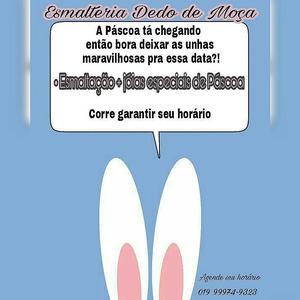 Esmalteria Dedo de Moça
A Páscoa tá chegando
então bora deixar as unhas
maravilhosas pra essa data?!
• Esmaltação + jóias especiais de Páscoa
Corre garantir seu horário
Agende seu horário
019 99974-9323